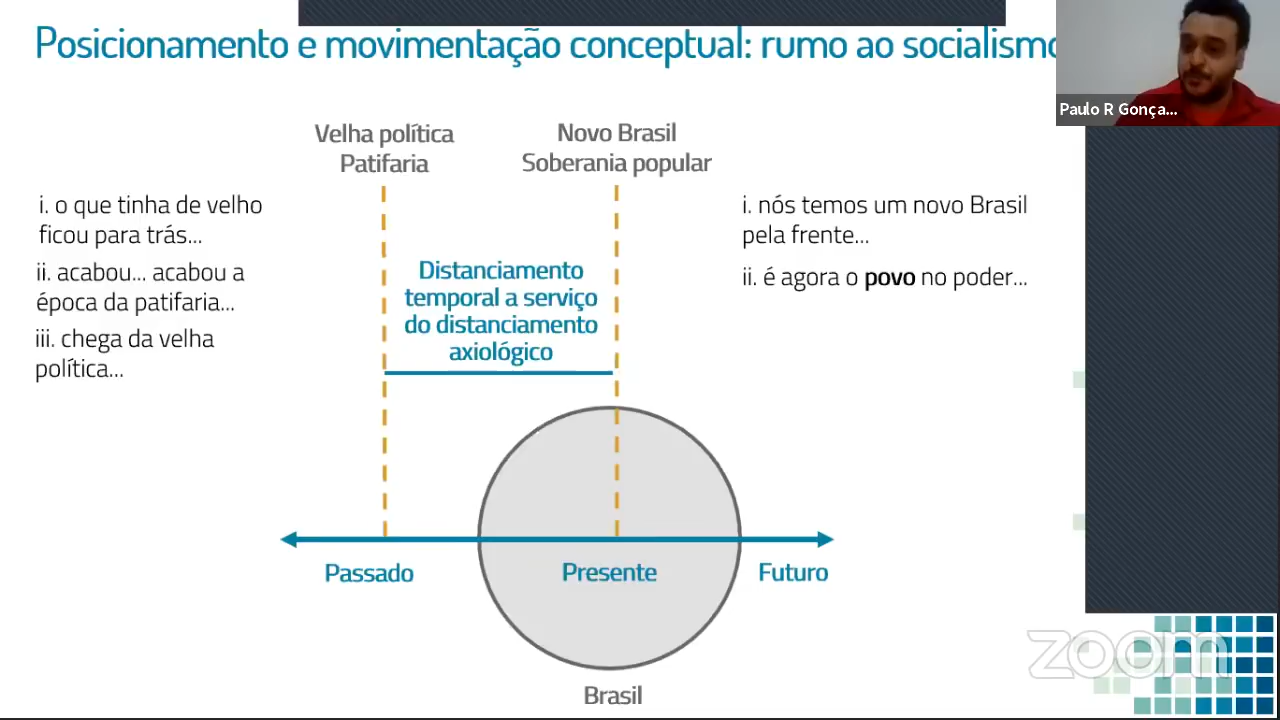 Posicionamento e movimentação conceptual: rumo ao socialismo
Paulo R Gonça...
Velha política
Patifaria
Novo Brasil
Soberania popular
i. o que tinha de velho
ficou para trás...
ii. acabou... acabou a
época da patifaria...
iii. chega da velha
política...
Distanciamento
temporal a serviço
do distanciamento
axiológico
i. nós temos um novo Brasil
pela frente...
ii. é agora o povo no poder...
Passado
Presente
Futuro
Brasil
zoom